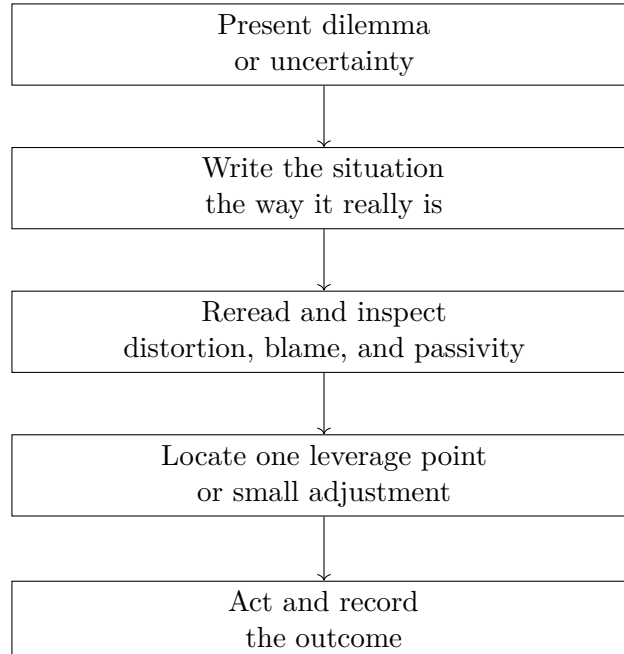 Present dilemma
or uncertainty
Write the situation
the way it really is
Reread and inspect
distortion, blame, and passivity
Locate one leverage point
or small adjustment
Act and record
the outcome